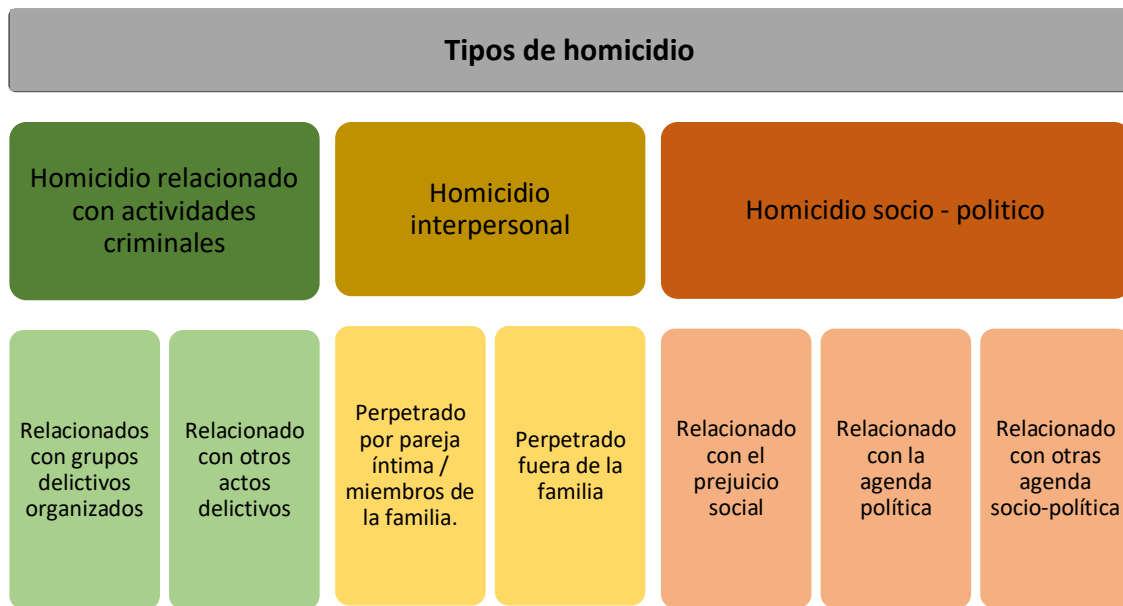 Tipos de homicidio
Homicidio relacionado
con actividades
criminales
Homicidio
interpersonal
Homicidio socio - politico
Relacionados
con grupos
delictivos
organizados
Relacionado
con otros
actos
delictivos
Perpetrado
por pareja
íntima /
miembros de
la familia.
Perpetrado
fuera de la
familia
Relacionado
con el
prejuicio
social
Relacionado
con la
agenda
política
Relacionado
con otras
agenda
socio-política